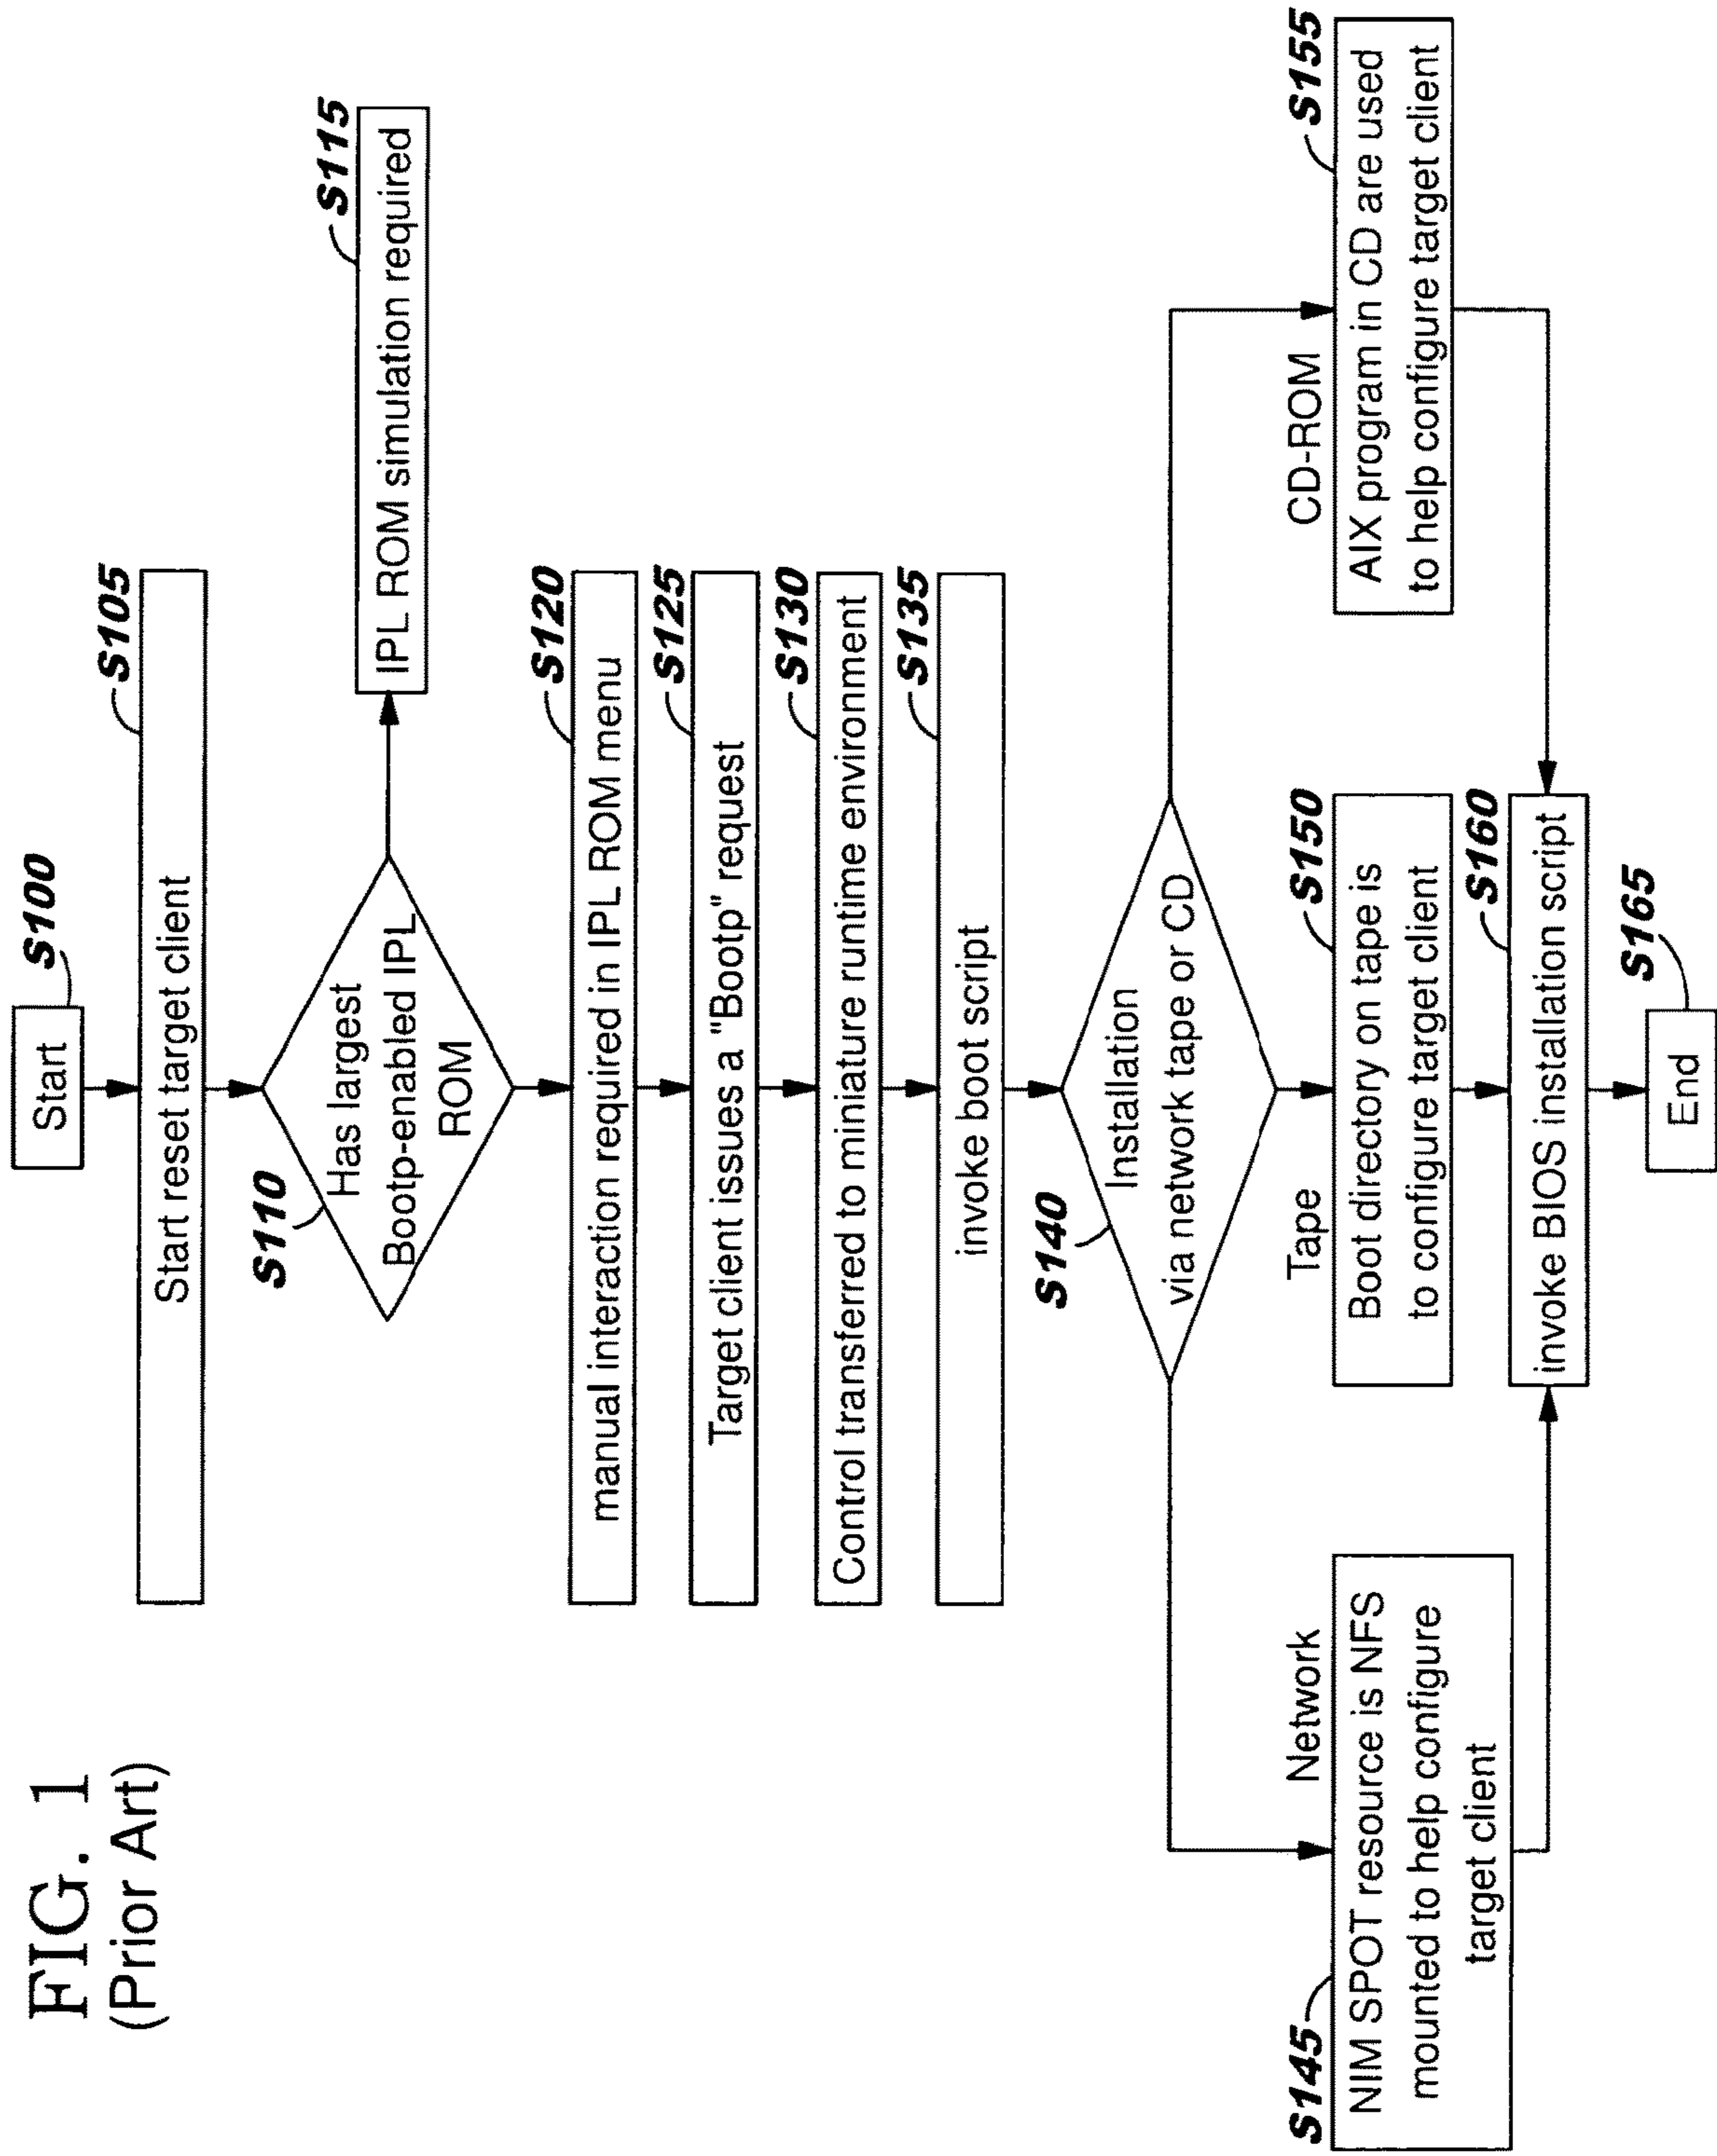 FIG. 1
(Prior Art)
Start
S100
Start reset target client
S105
S110
Has largest
Bootp-enabled IPL
ROM
IPL ROM simulation required
S115
manual interaction required in IPL ROM menu
S120
Target client issues a "Bootp" request
S125
Control transferred to miniature runtime environment
S130
invoke boot script
S135
S140
Installation
via network tape or CD
Network
S145
NIM SPOT resource is NFS
mounted to help configure
target client
Tape
S150
Boot directory on tape is
to configure target client
CD-ROM
S155
AIX program in CD are used
to help configure target client
S160
invoke BIOS installation script
S165
End